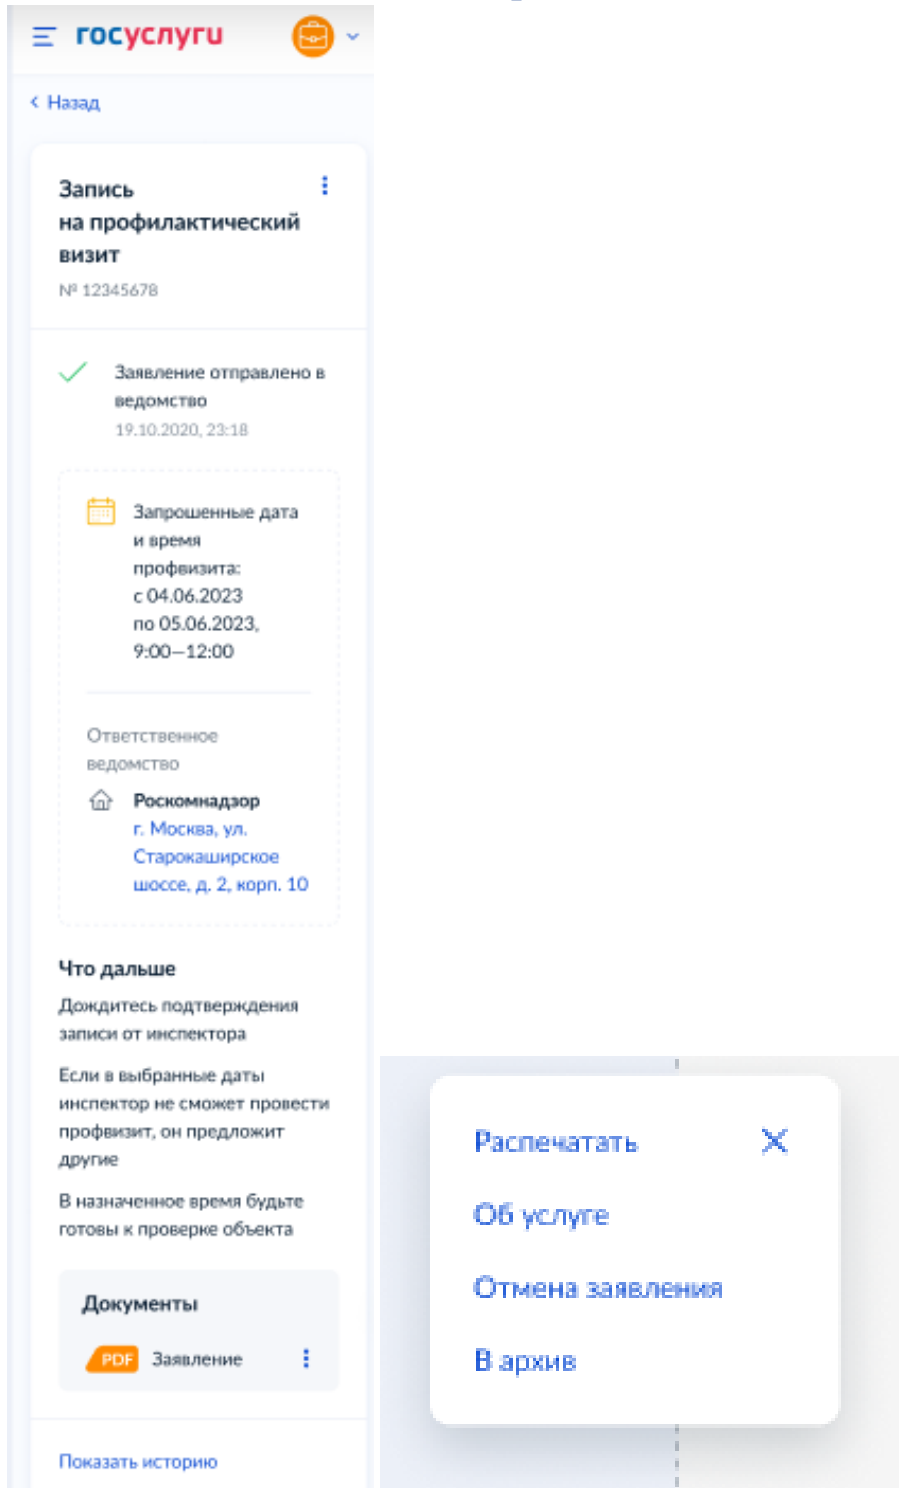 госуслуги
Назад
Запись
на профилактический
визит
№ 12345678
Заявление отправлено в
ведомство
19.10.2020, 23:18
Запрошенные дата
и время
профвизита:
с 04.06.2023
по 05.06.2023,
9:00—12:00
Ответственное
ведомство
Роскомнадзор
г. Москва, ул.
Старокаширское
шоссе, д. 2, корп. 10
Что дальше
Дождитесь подтверждения
записи от инспектора
Если в выбранные даты
инспектор не сможет провести
профвизит, он предложит
другие
В назначенное время будьте
готовы к проверке объекта
Документы
PDF Заявление
Показать историю
Распечатать
Об услуге
Отмена заявления
В архив